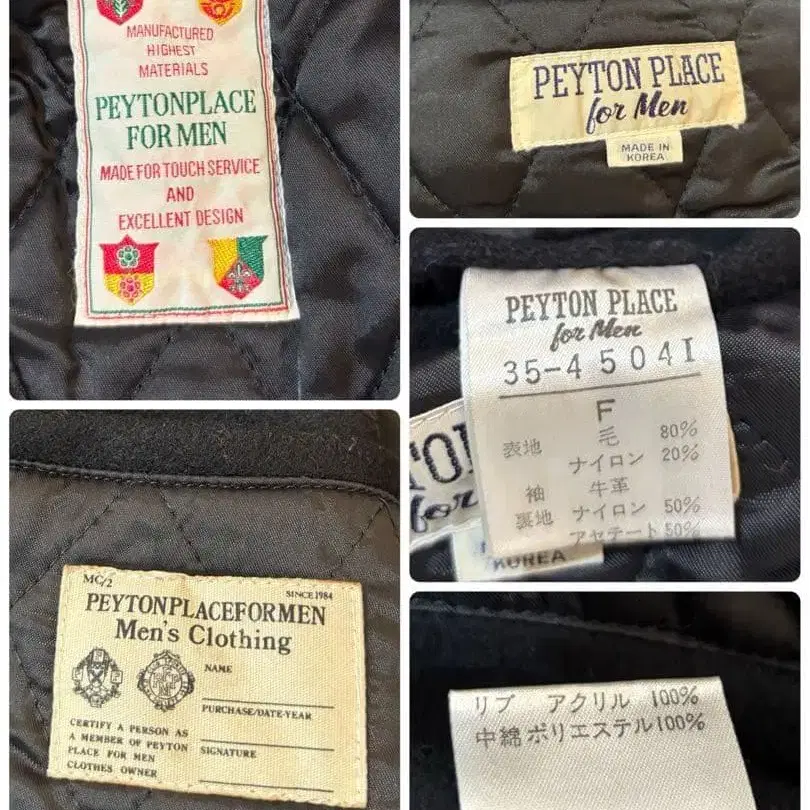 MANUFACTURED
HIGHEST
MATERIALS
PEYTONPLACE
FOR MEN
MADE FOR TOUCH SERVICE
AND
EXCELLENT DESIGN
PEYTON PLACE
for Men
MADE IN
KOREA
PEYTON PLACE
for Men
35-4504I
F
表地 毛 80%
ナイロン 20%
袖 牛革
裏地 ナイロン 50%
アセテート 50%
for
KOREA
MC/2
SINCE 1984
PEYTONPLACEFORMEN
Men's Clothing
NAME
PURCHASE/DATE-YEAR
SIGNATURE
CERTIFY A PERSON AS
A MEMBER OF PEYTON
PLACE FOR MEN
CLOTHES OWNER
リブ アクリル 100%
中綿 ポリエステル100%